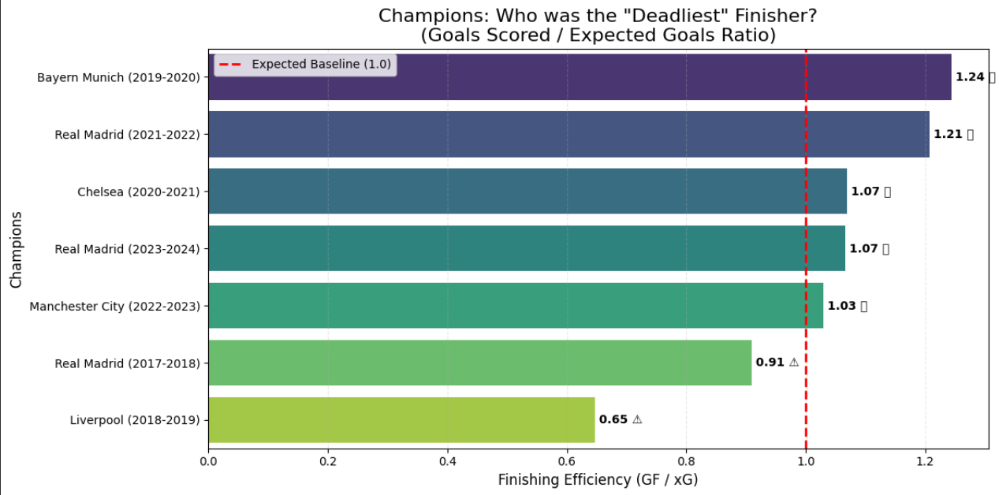 Champions: Who was the "Deadliest" Finisher?
(Goals Scored / Expected Goals Ratio)
Expected Baseline (1.0)
Champions
Bayern Munich (2019-2020)
1.24
Real Madrid (2021-2022)
1.21
Chelsea (2020-2021)
1.07
Real Madrid (2023-2024)
1.07
Manchester City (2022-2023)
1.03
Real Madrid (2017-2018)
0.91 ⚠
Liverpool (2018-2019)
0.65 ⚠
0.0 0.2 0.4 0.6 0.8 1.0 1.2
Finishing Efficiency (GF / xG)